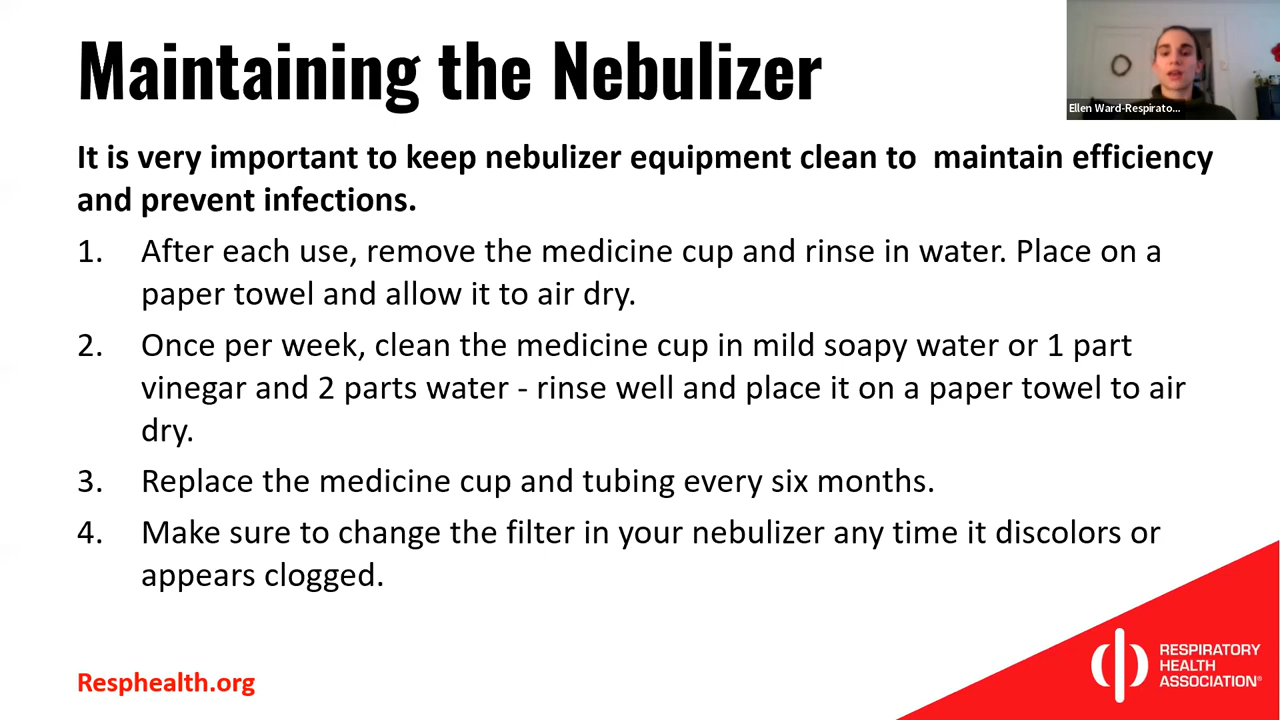 Maintaining the Nebulizer
Ellen Ward-Respirato...
It is very important to keep nebulizer equipment clean to  maintain efficiency
and prevent infections.
1. After each use, remove the medicine cup and rinse in water. Place on a
paper towel and allow it to air dry.
2. Once per week, clean the medicine cup in mild soapy water or 1 part
vinegar and 2 parts water - rinse well and place it on a paper towel to air
dry.
3. Replace the medicine cup and tubing every six months.
4. Make sure to change the filter in your nebulizer any time it discolors or
appears clogged.
Resphealth.org
RESPIRATORY
HEALTH
ASSOCIATION®